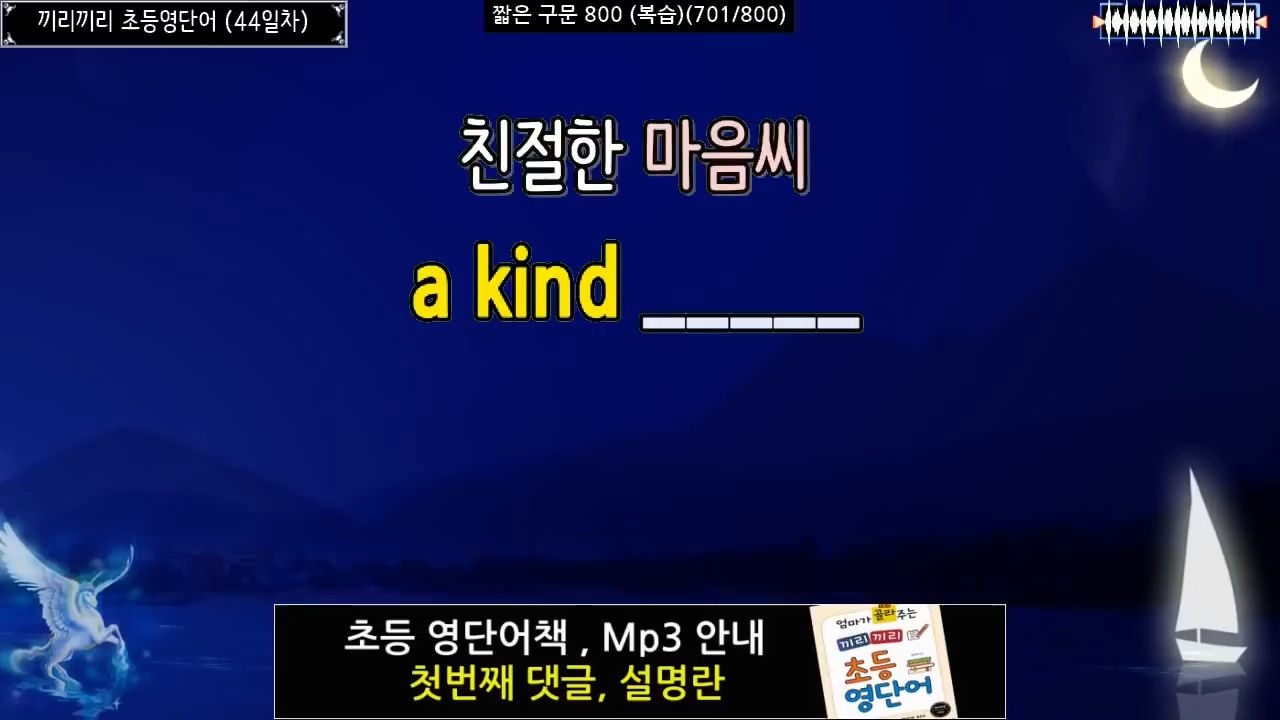 끼리끼리 초등영단어 (44일차)
짧은 구문 800 (복습)(701/800)
친절한 마음씨
a kind _____
초등 영단어책 , Mp3 안내
첫번째 댓글, 설명란
엄마가 골라주는
끼리끼리
초등
영단어